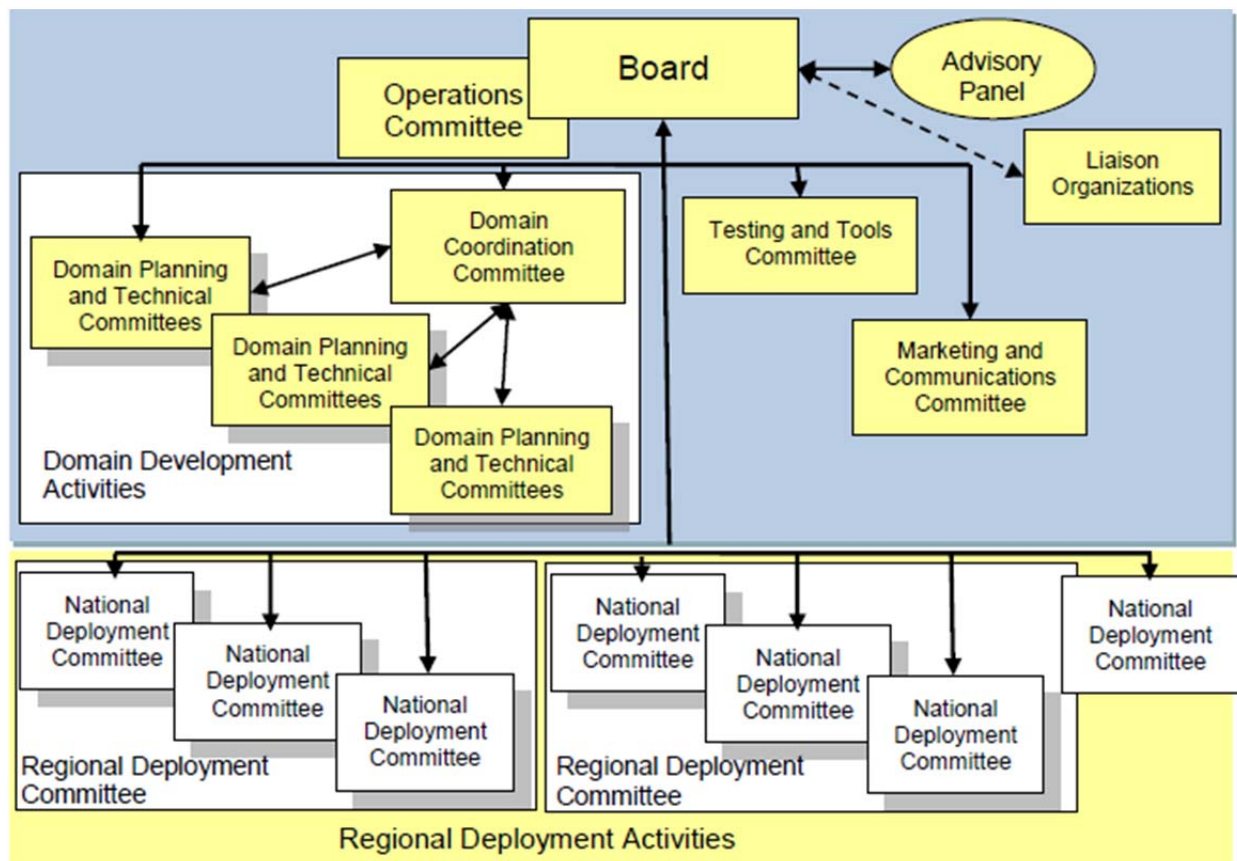 Board
Advisory
Panel
Operations
Committee
Liaison
Organizations
Domain
Coordination
Committee
Testing and Tools
Committee
Domain Planning
and Technical
Committees
Domain Planning
and Technical
Committees
Marketing and
Communications
Committee
Domain Planning
and Technical
Committees
Domain Development
Activities
National
Deployment
Committee
National
Deployment
Committee
National
Deployment
Committee
Regional Deployment
Committee
National
Deployment
Committee
National
Deployment
Committee
National
Deployment
Committee
National
Deployment
Committee
Regional Deployment
Committee
Regional Deployment Activities